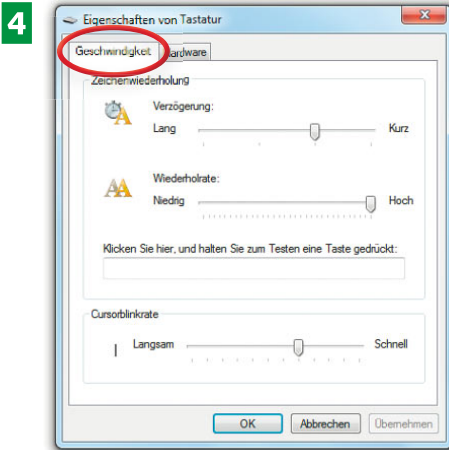 4
Eigenschaften von Tastatur
Geschwindigkeit Hardware
Zeichenwiederholung
Verzögerung:
Lang Kurz
Wiederholrate:
Niedrig Hoch
Klicken Sie hier, und halten Sie zum Testen eine Taste gedrückt:
Cursorblinkrate
Langsam Schnell
OK Abbrechen Übernehmen